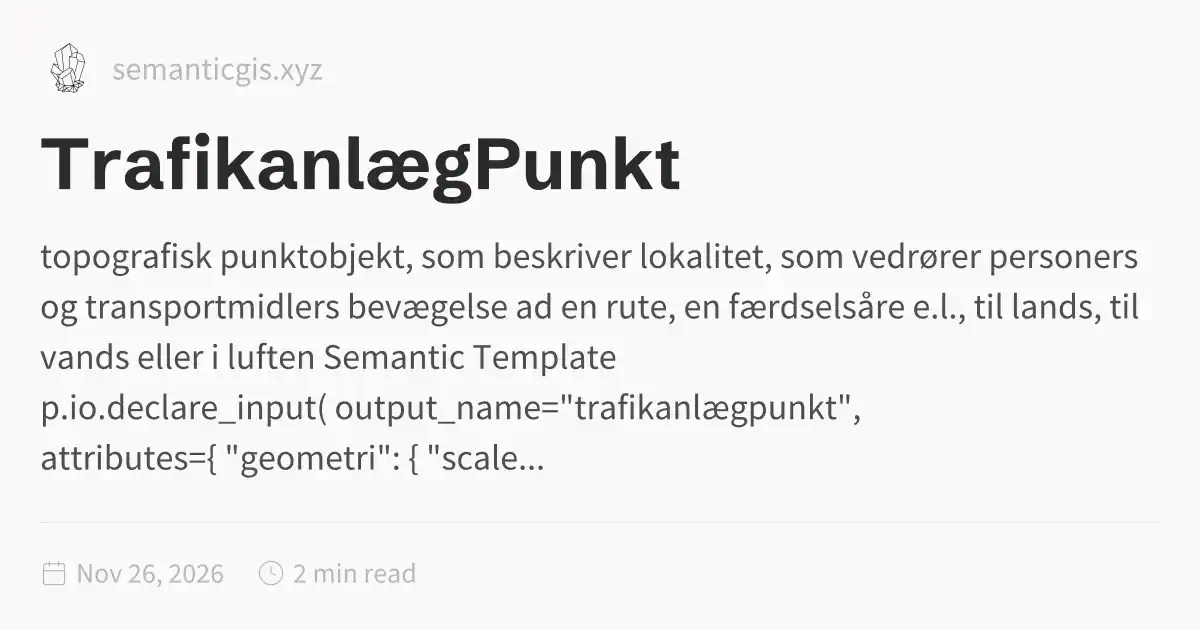 semanticgis.xyz
TrafikanlægPunkt
topografisk punktobjekt, som beskriver lokalitet, som vedrører personers
og transportmidlers bevægelse ad en rute, en færdselsåre e.l., til lands, til
vands eller i luften Semantic Template
p.io.declare_input( output_name="trafikanlægpunkt",
attributes={ "geometri": { "scale...
Nov 26, 2026 2 min read